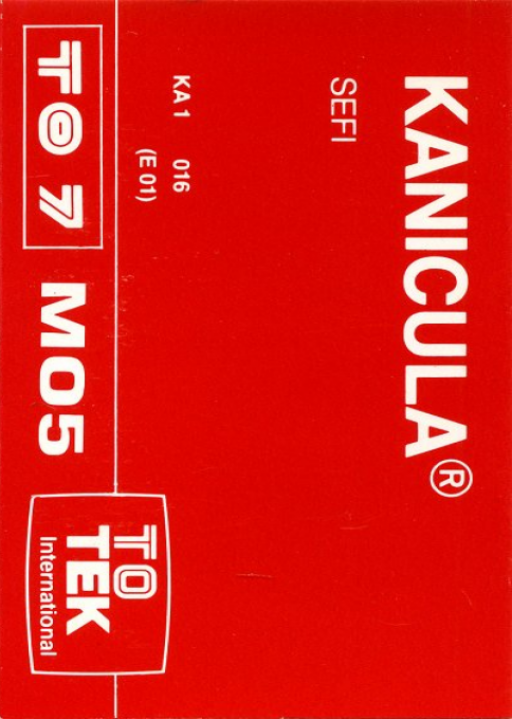 KANICULA®
SEFI
KA 1 016
(E 01)
TO 7 MO5
TO
TEK
International